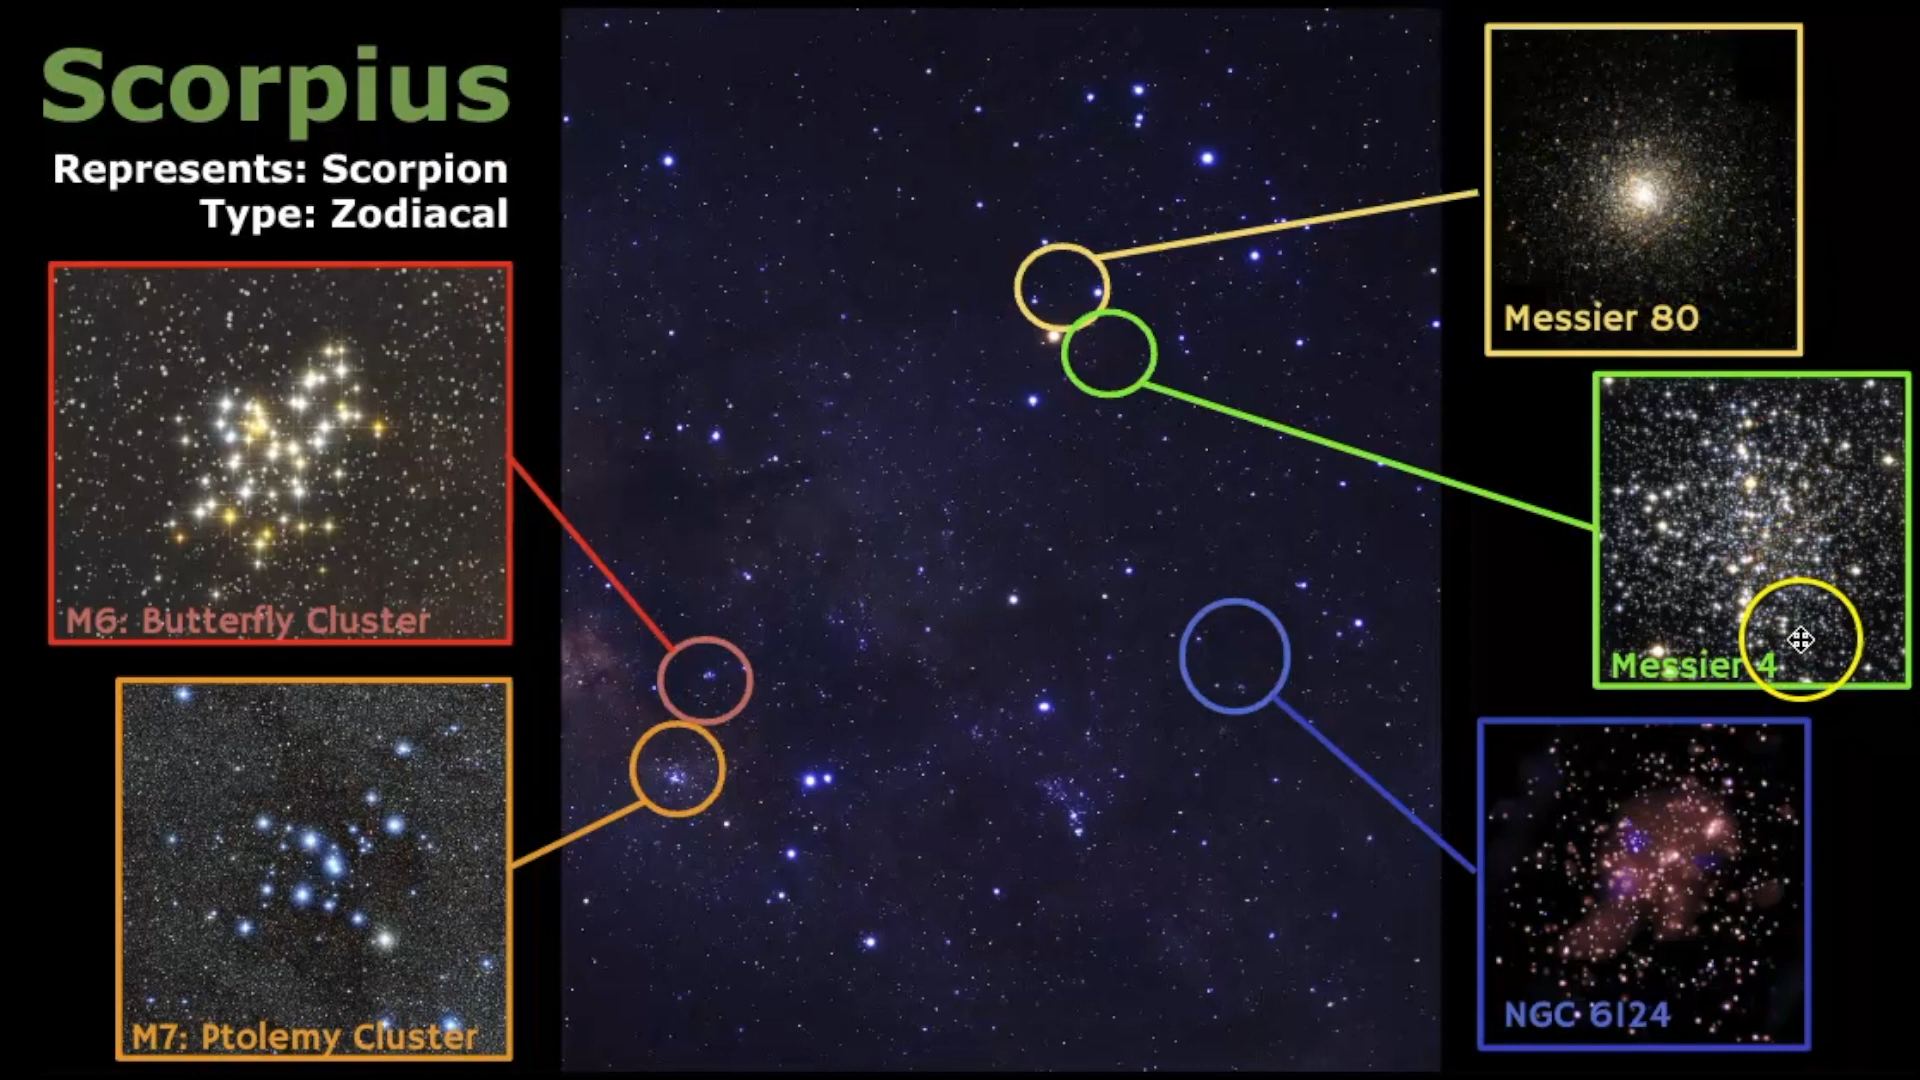 Scorpius
Represents: Scorpion
Type: Zodiacal
M6: Butterfly Cluster
M7: Ptolemy Cluster
Messier 80
Messier 4
NGC 6124